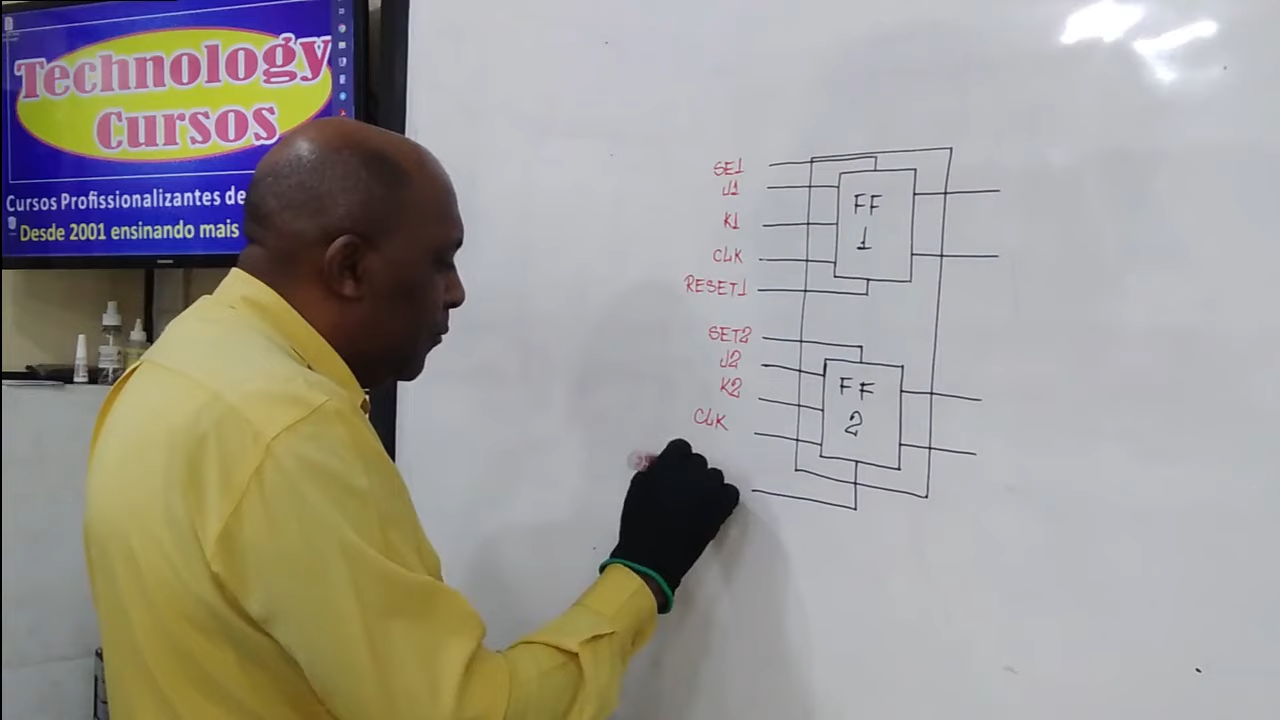 Technology
Cursos
Cursos Profissionalizantes de
Desde 2001 ensinando mais
SE1
J1
K1
CLK
RESET1
FF
1
SET2
J2
K2
CLK
FF
2